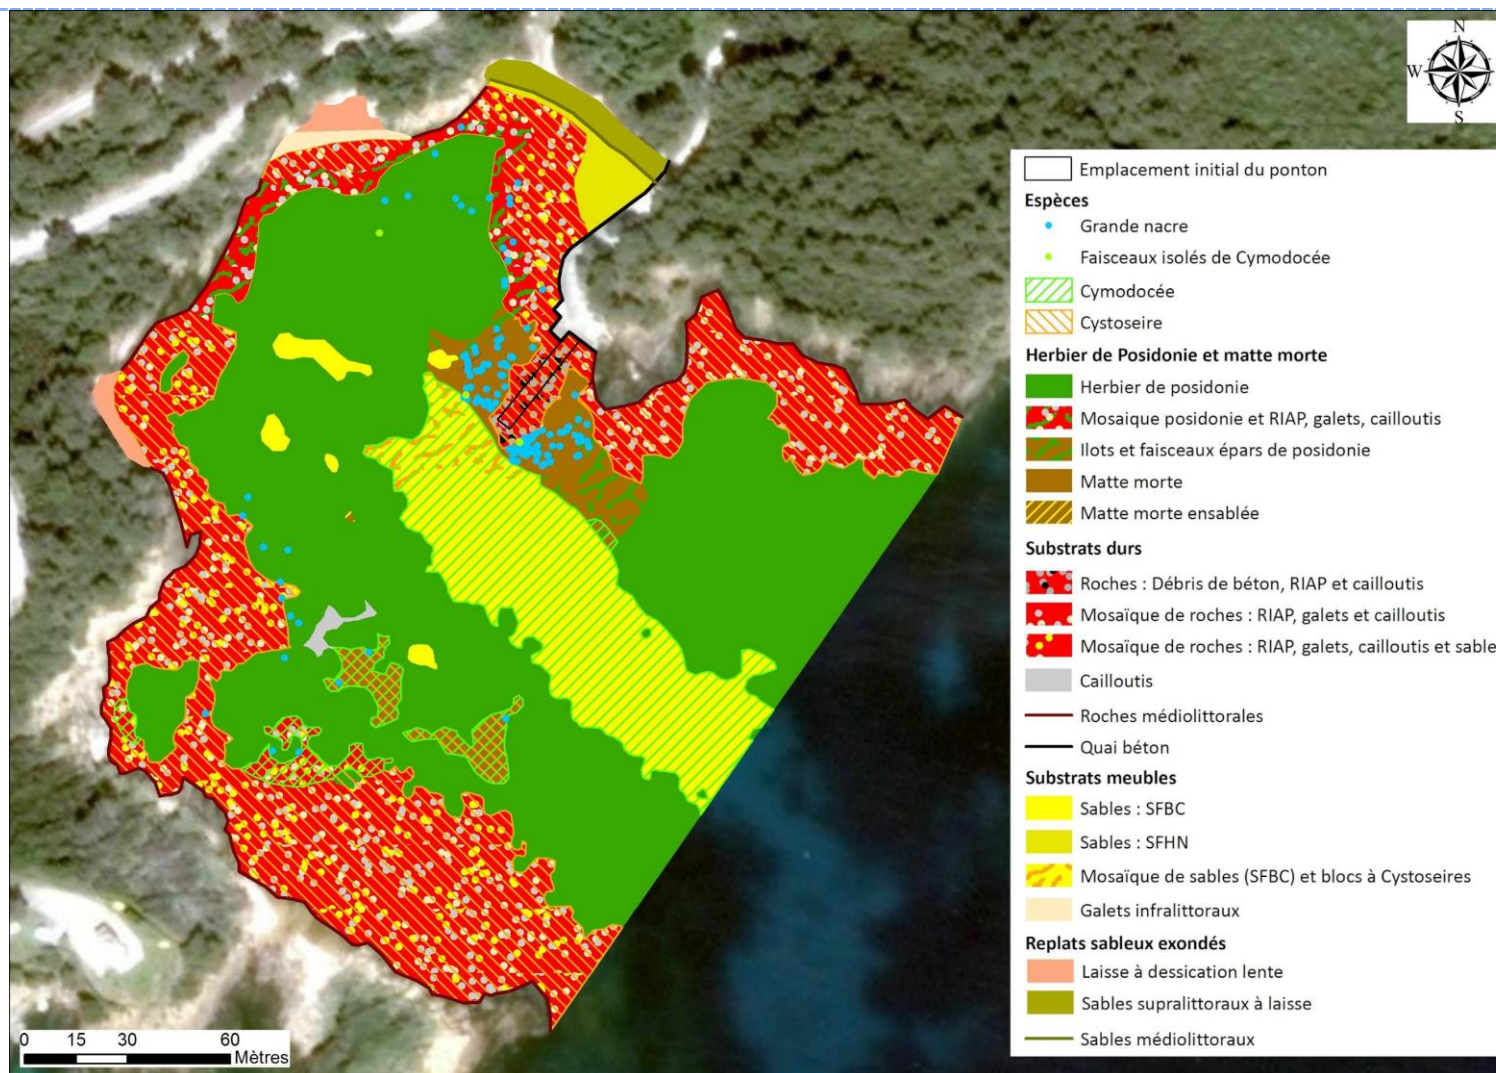 N
W
S
Emplacement initial du ponton
Espèces
Grande nacre
Faisceaux isolés de Cymodocée
Cymodocée
Cystoseire
Herbier de Posidonie et matte morte
Herbier de posidonie
Mosaique posidonie et RIAP, galets, cailloutis
Ilots et faisceaux épars de posidonie
Matte morte
Matte morte ensablée
Substrats durs
Roches : Débris de béton, RIAP et cailloutis
Mosaïque de roches : RIAP, galets et cailloutis
Mosaïque de roches : RIAP, galets, cailloutis et sable
Cailloutis
Roches médiolittorales
Quai béton
Substrats meubles
Sables : SFBC
Sables : SFHN
Mosaïque de sables (SFBC) et blocs à Cystoseires
Galets infralittoraux
Replats sableux exondés
Laisse à dessication lente
Sables supralittoraux à laisse
Sables médiolittoraux
0 15 30 60
Mètres